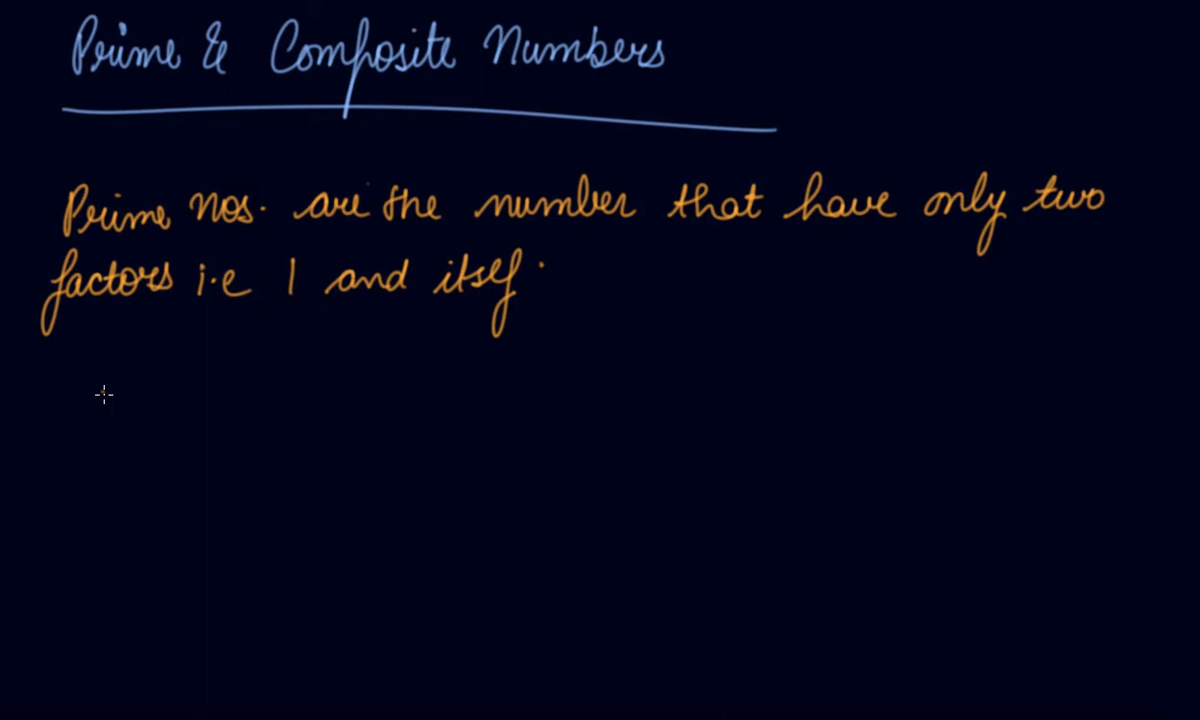 Prime & Composite Numbers
Prime nos. are the number that have only two
factors i.e 1 and itself.